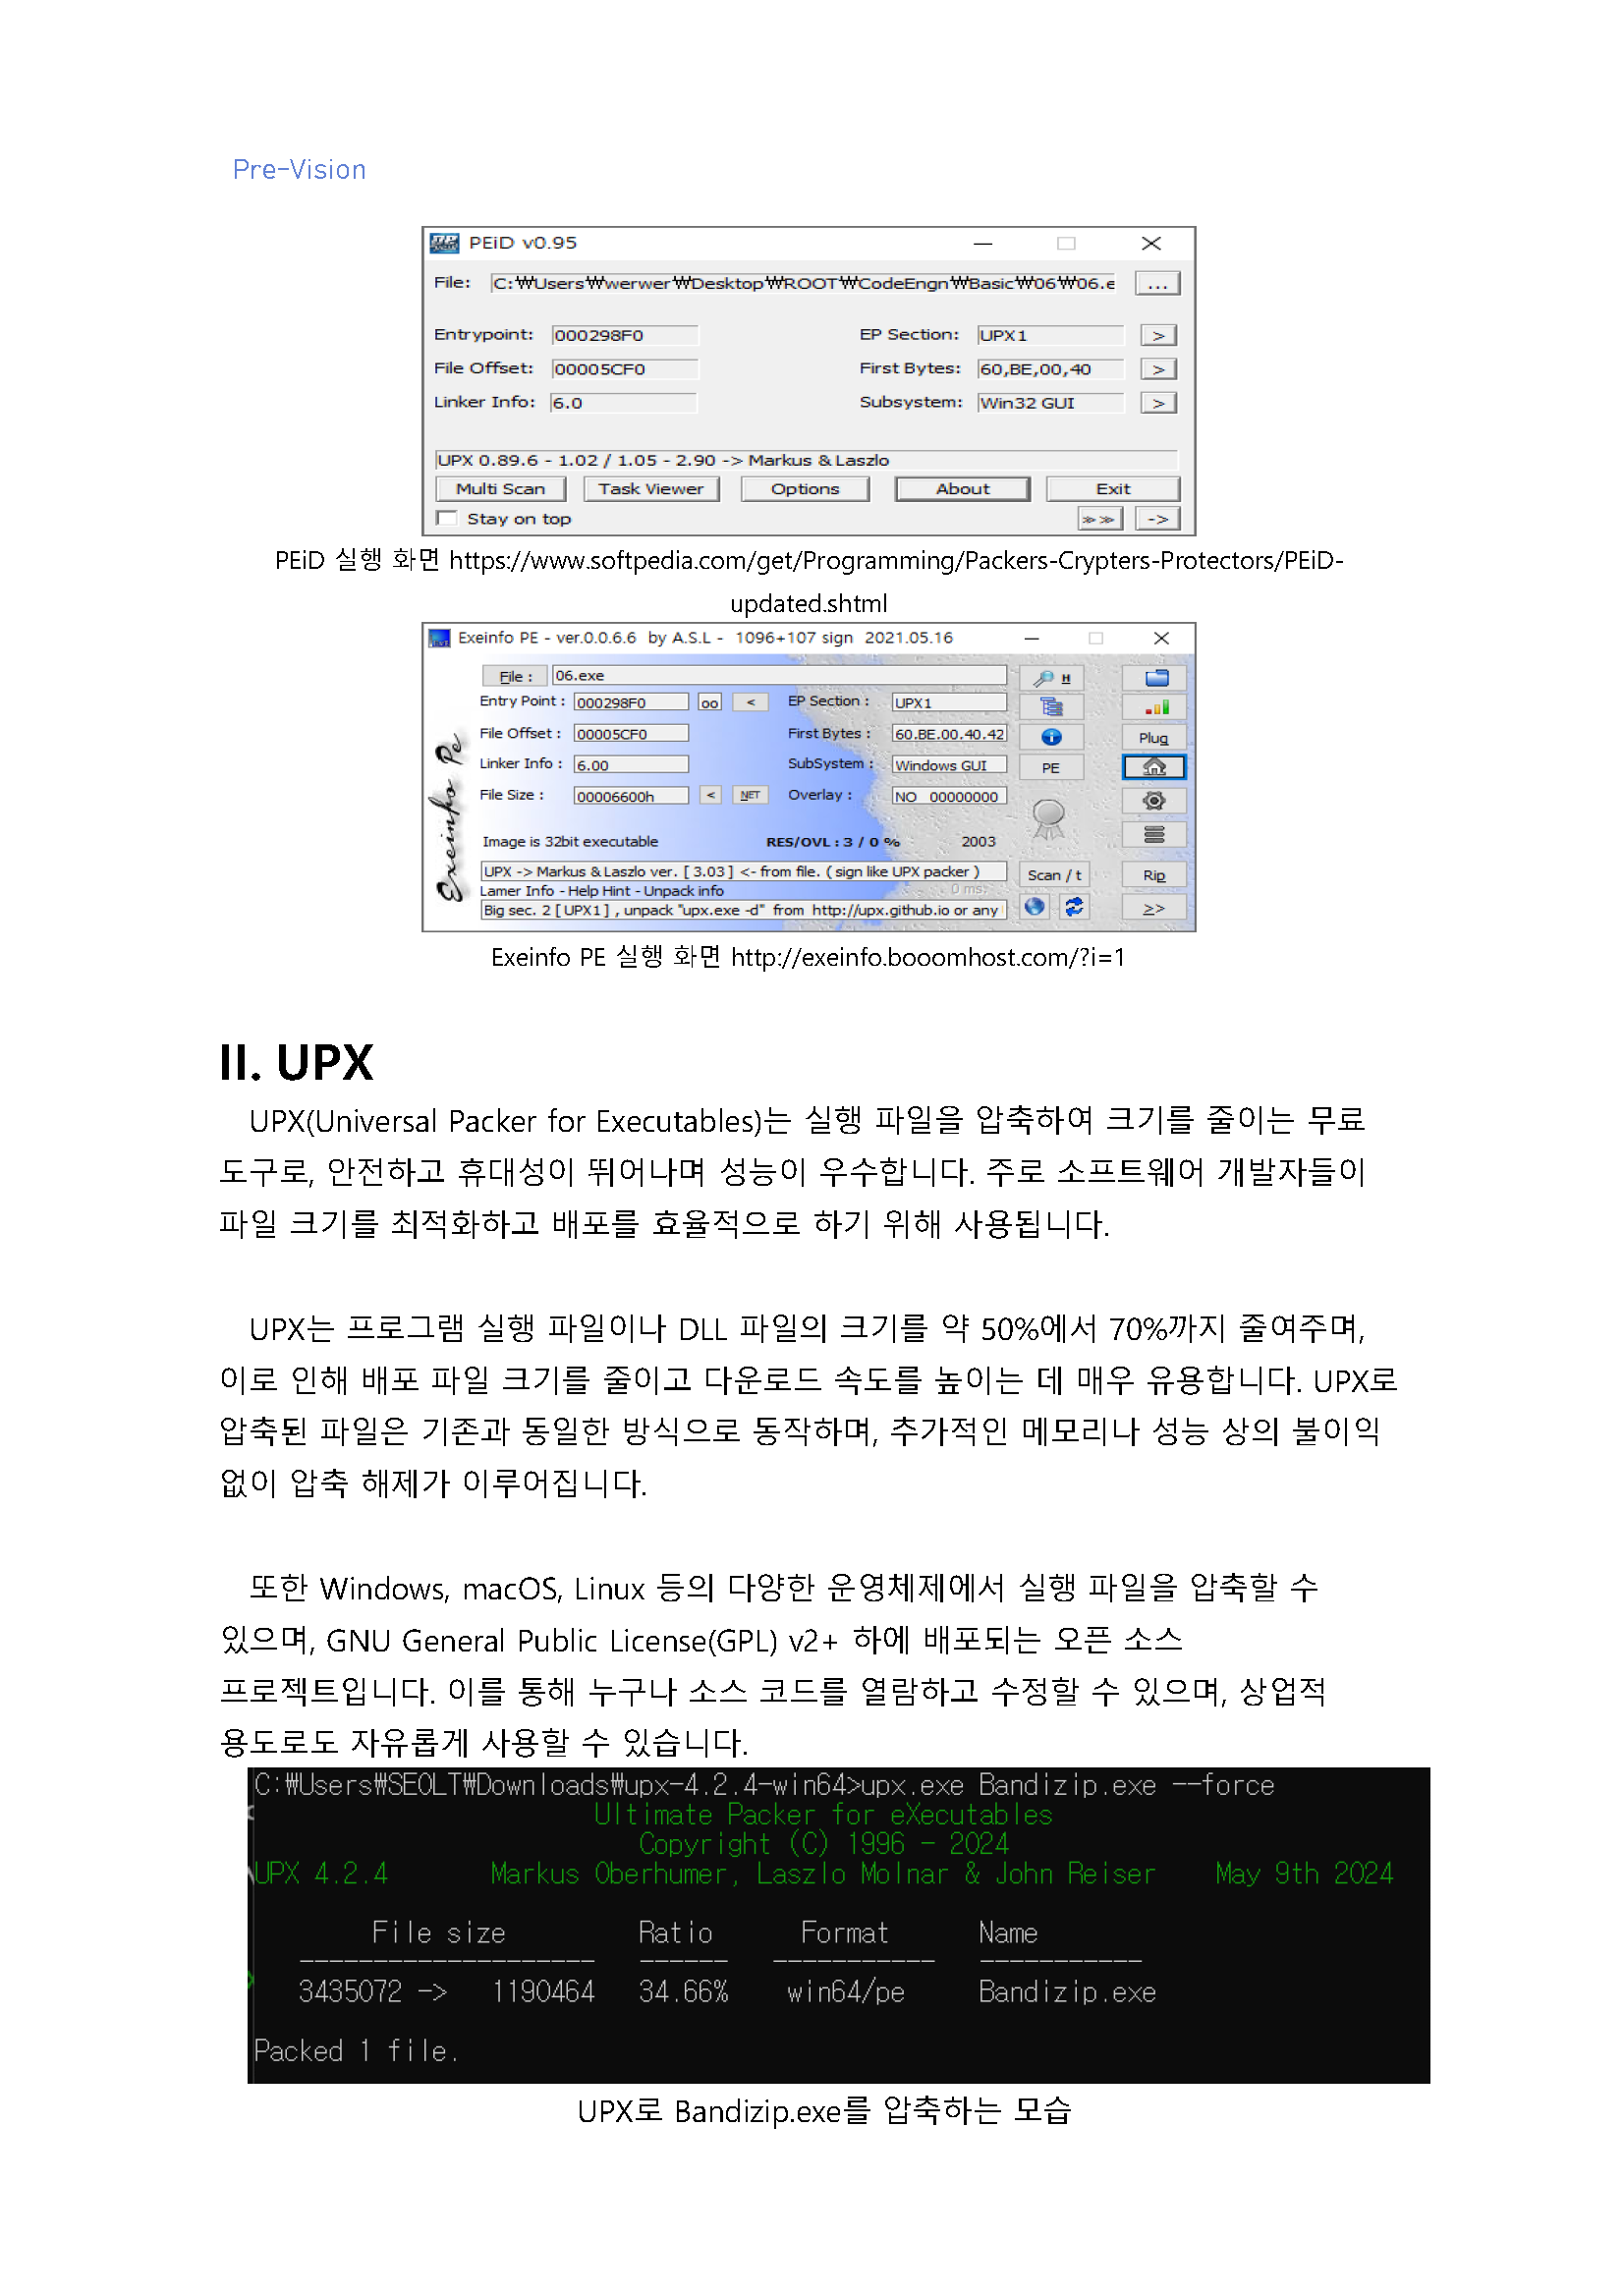 Pre-Vision
PEiD v0.95
File: C:₩Users₩werwer₩Desktop₩ROOT₩CodeEngn₩Basic₩06₩06.e ...
Entrypoint: 000298F0 EP Section: UPX1 >
File Offset: 00005CF0 First Bytes: 60,BE,00,40 >
Linker Info: 6.0 Subsystem: Win32 GUI >
UPX 0.89.6 - 1.02 / 1.05 - 2.90 -> Markus & Laszlo
Multi Scan Task Viewer Options About Exit
Stay on top >> ->
PEiD 실행 화면 https://www.softpedia.com/get/Programming/Packers-Crypters-Protectors/PEiD-
updated.shtml
Exeinfo PE - ver.0.0.6.6 by A.S.L - 1096+107 sign 2021.05.16
Exeinfo Pe
File : 06.exe H
Entry Point : 000298F0 oo < EP Section : UPX1
File Offset : 00005CF0 First Bytes : 60.BE.00.40.42 Plug
Linker Info : 6.00 SubSystem : Windows GUI PE
File Size : 00006600h < NET Overlay : NO 00000000
Image is 32bit executable RES/OVL : 3 / 0 % 2003
UPX -> Markus & Laszlo ver. [ 3.03 ] <- from file. ( sign like UPX packer ) Scan / t Rip
Lamer Info - Help Hint - Unpack info 0 ms.
Big sec. 2 [ UPX1 ] , unpack "upx.exe -d" from http://upx.github.io or any >>
Exeinfo PE 실행 화면 http://exeinfo.booomhost.com/?i=1
II. UPX
UPX(Universal Packer for Executables)는 실행 파일을 압축하여 크기를 줄이는 무료
도구로, 안전하고 휴대성이 뛰어나며 성능이 우수합니다. 주로 소프트웨어 개발자들이
파일 크기를 최적화하고 배포를 효율적으로 하기 위해 사용됩니다.
UPX는 프로그램 실행 파일이나 DLL 파일의 크기를 약 50%에서 70%까지 줄여주며,
이로 인해 배포 파일 크기를 줄이고 다운로드 속도를 높이는 데 매우 유용합니다. UPX로
압축된 파일은 기존과 동일한 방식으로 동작하며, 추가적인 메모리나 성능 상의 불이익
없이 압축 해제가 이루어집니다.
또한 Windows, macOS, Linux 등의 다양한 운영체제에서 실행 파일을 압축할 수
있으며, GNU General Public License(GPL) v2+ 하에 배포되는 오픈 소스
프로젝트입니다. 이를 통해 누구나 소스 코드를 열람하고 수정할 수 있으며, 상업적
용도로도 자유롭게 사용할 수 있습니다.
C:₩Users₩SEOLT₩Downloads₩upx-4.2.4-win64>upx.exe Bandizip.exe --force
Ultimate Packer for eXecutables
Copyright (C) 1996 - 2024
UPX 4.2.4 Markus Oberhumer, Laszlo Molnar & John Reiser May 9th 2024
File size Ratio Format Name
-------------------- ------ ----------- -----------
3435072 -> 1190464 34.66% win64/pe Bandizip.exe
Packed 1 file.
UPX로 Bandizip.exe를 압축하는 모습